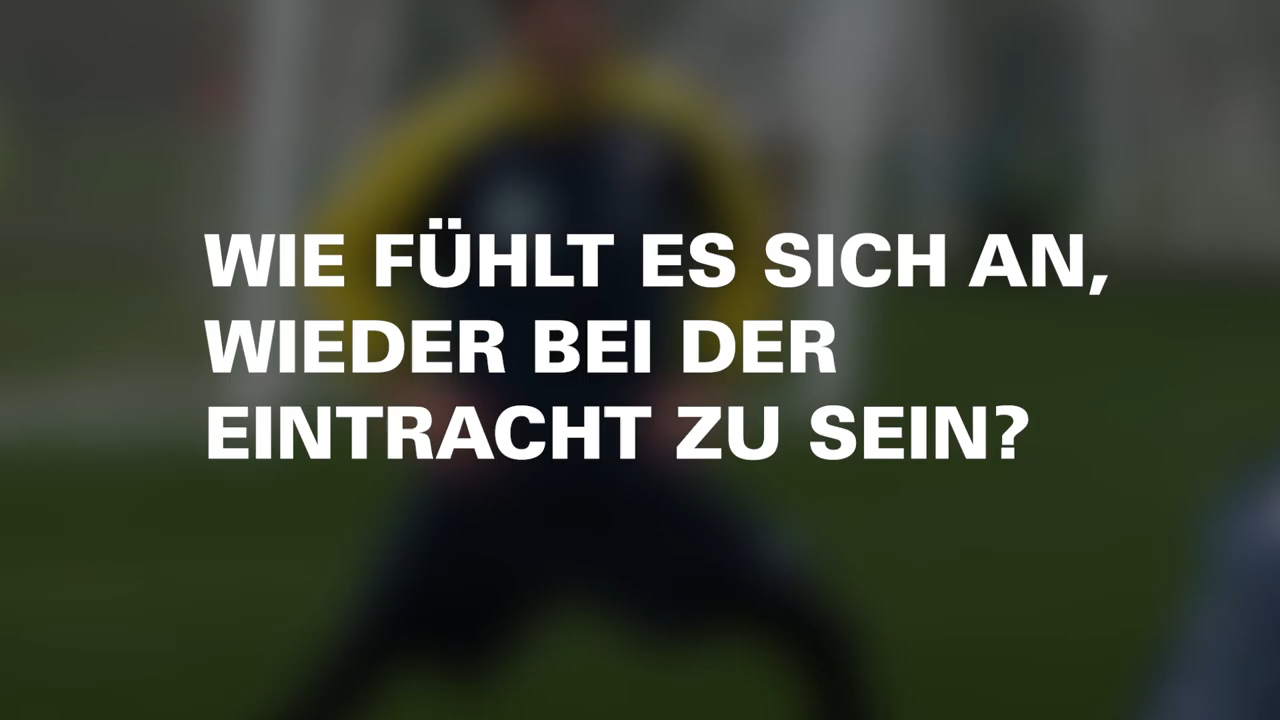 WIE FÜHLT ES SICH AN,
WIEDER BEI DER
EINTRACHT ZU SEIN?